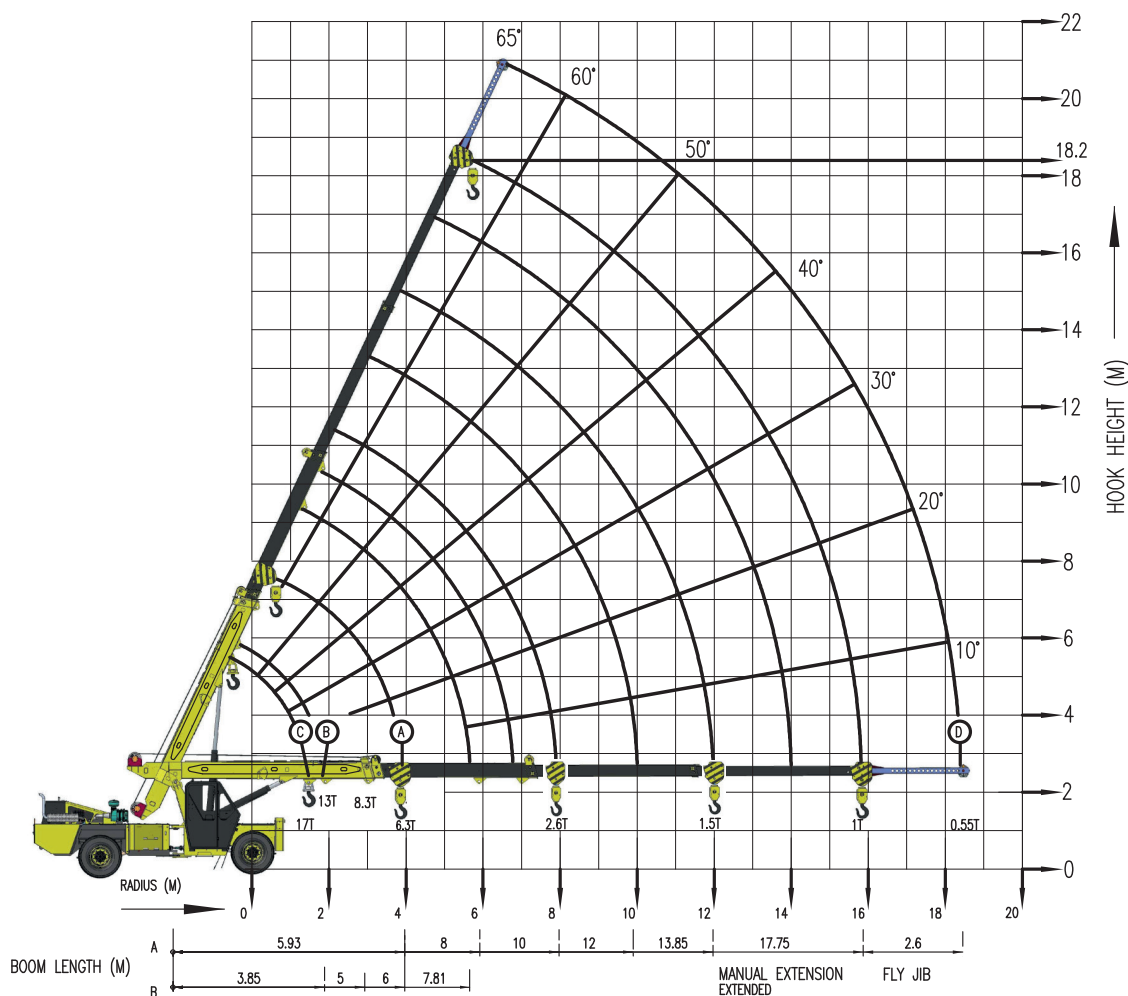 22
65°
60°
20
50°
18.2
18
16
40°
14
30°
12
HOOK HEIGHT (M)
10
20°
8
6
10°
4
C B A D
2
13T 8.3T
17T 6.3T 2.6T 1.5T 1T 0.55T
0
RADIUS (M)
0 2 4 6 8 10 12 14 16 18 20
A 5.93 8 10 12 13.85 17.75 2.6
BOOM LENGTH (M)
3.85 5 6 7.81 MANUAL EXTENSION FLY JIB
B EXTENDED